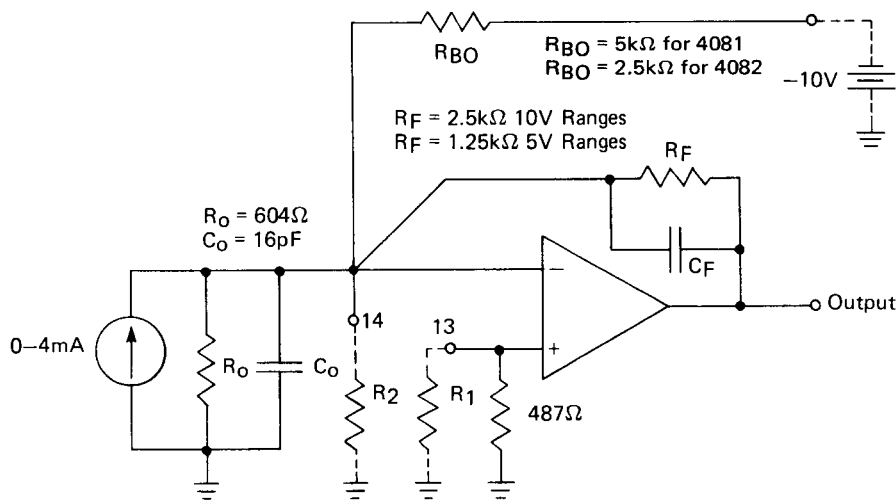 R_BO
R_BO = 5kΩ for 4081
R_BO = 2.5kΩ for 4082
−10V
R_F = 2.5kΩ 10V Ranges
R_F = 1.25kΩ 5V Ranges
R_F
R_o = 604Ω
C_o = 16pF
C_F
−
Output
14
13
+
0–4mA
R_o
C_o
R_2
R_1
487Ω